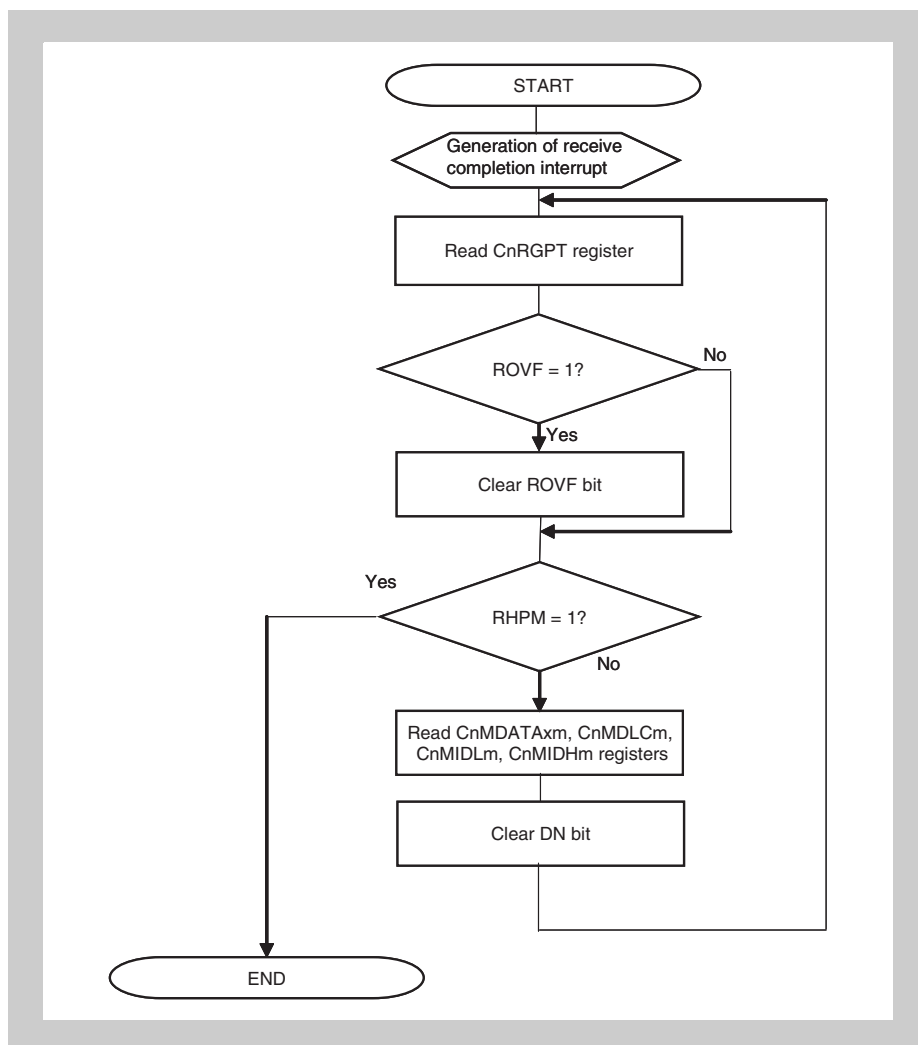 START
Generation of receive
completion interrupt
Read CnRGPT register
ROVF = 1?
No
Yes
Clear ROVF bit
Yes
RHPM = 1?
No
Read CnMDATAxm, CnMDLCm,
CnMIDLm, CnMIDHm registers
Clear DN bit
END